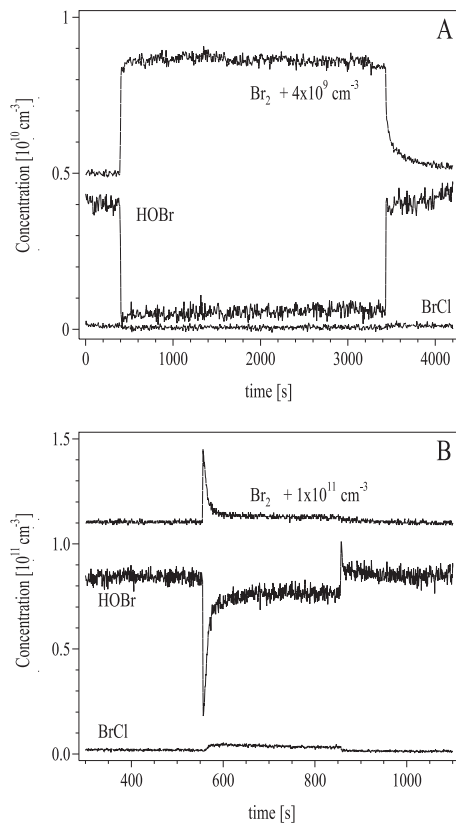 A
1
0.5
0
Concentration [10¹⁰ cm⁻³]
Br₂ + 4x10⁹ cm⁻³
HOBr
BrCl
0 1000 2000 3000 4000
time [s]
B
1.5
1.0
0.5
0.0
Concentration [10¹¹ cm⁻³]
Br₂ + 1x10¹¹ cm⁻³
HOBr
BrCl
400 600 800 1000
time [s]